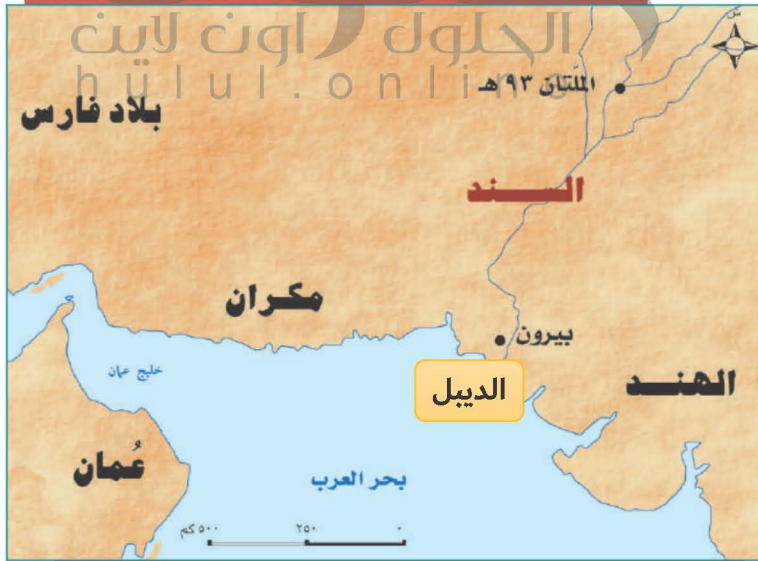 الحلول اون لاين
hulul.online
س
الملتان ٩٣ هـ
بلاد فارس
السند
مكران
بيرون
خليج عمان
الديبل
الهند
عُمان
بحر العرب
٥٠٠ كم ٢٥٠ ٠